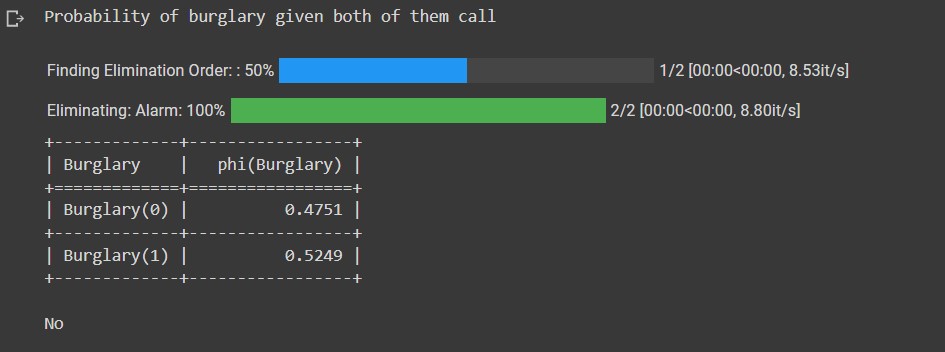 Probability of burglary given both of them call
Finding Elimination Order: : 50% 1/2 [00:00<00:00, 8.53it/s]
Eliminating: Alarm: 100% 2/2 [00:00<00:00, 8.80it/s]
+-------------+-----------------+
| Burglary    |   phi(Burglary) |
+=============+=================+
| Burglary(0) |          0.4751 |
+-------------+-----------------+
| Burglary(1) |          0.5249 |
+-------------+-----------------+
No